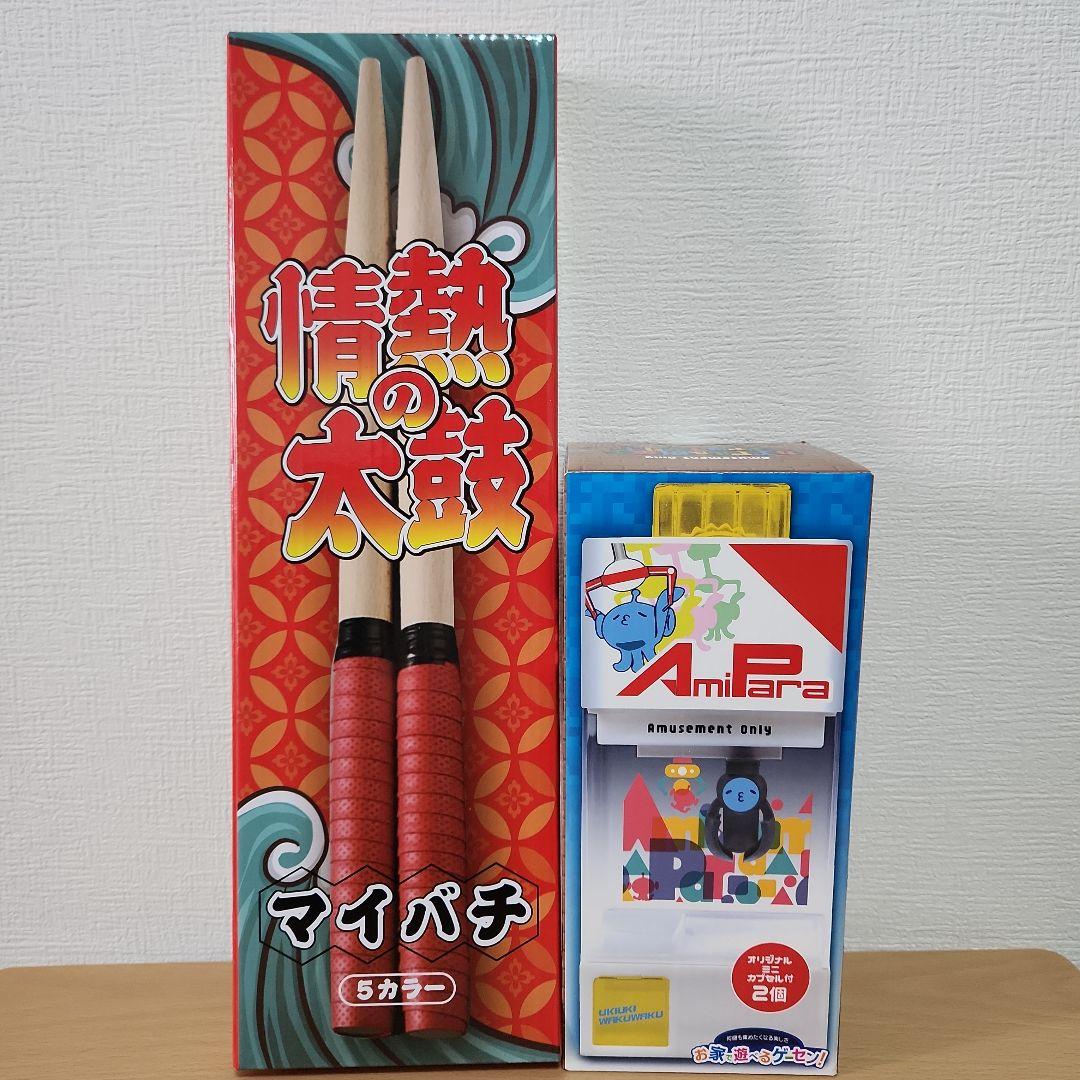 情熱
の
太鼓
マイバチ
5カラー
Amusement Only
AmiPara
Amusement Only
オリジナル
ミニ
カプセル付
2個
UKIUKI
WAKUWAKU
お家で遊べるゲーセン!